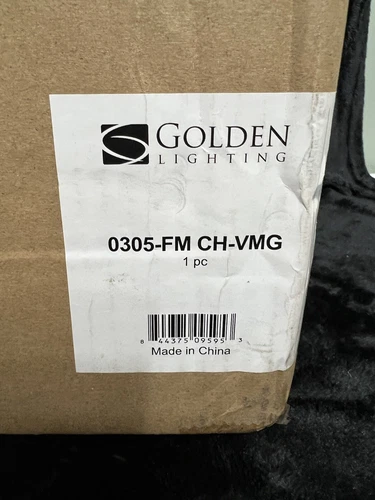 GOLDEN
LIGHTING
0305-FM CH-VMG
1 pc
8 44375 09595 3
Made in China